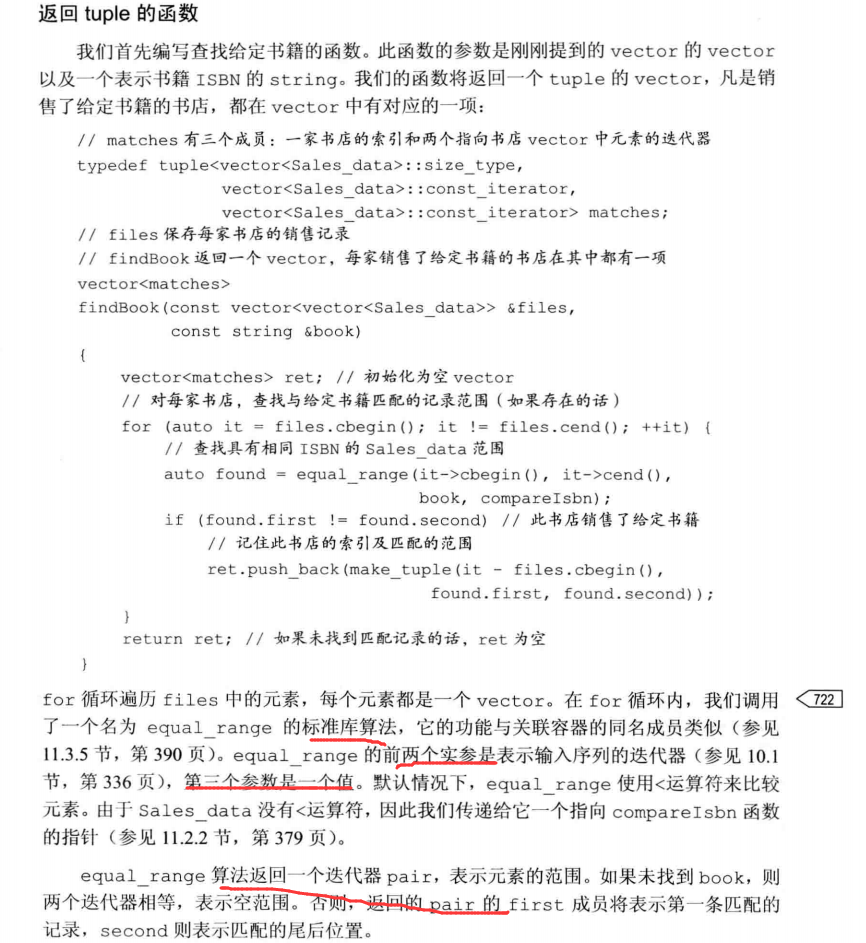 返回 tuple 的函数
我们首先编写查找给定书籍的函数。此函数的参数是刚刚提到的 vector 的 vector
以及一个表示书籍 ISBN 的 string。我们的函数将返回一个 tuple 的 vector，凡是销
售了给定书籍的书店，都在 vector 中有对应的一项：
// matches 有三个成员：一家书店的索引和两个指向书店 vector 中元素的迭代器
typedef tuple<vector<Sales_data>::size_type,
vector<Sales_data>::const_iterator,
vector<Sales_data>::const_iterator> matches;
// files 保存每家书店的销售记录
// findBook 返回一个 vector，每家销售了给定书籍的书店在其中都有一项
vector<matches>
findBook(const vector<vector<Sales_data>> &files,
const string &book)
{
vector<matches> ret; // 初始化为空 vector
// 对每家书店，查找与给定书籍匹配的记录范围（如果存在的话）
for (auto it = files.cbegin(); it != files.cend(); ++it) {
// 查找具有相同 ISBN 的 Sales_data 范围
auto found = equal_range(it->cbegin(), it->cend(),
book, compareIsbn);
if (found.first != found.second) // 此书店销售了给定书籍
// 记住此书店的索引及匹配的范围
ret.push_back(make_tuple(it - files.cbegin(),
found.first, found.second));
}
return ret; // 如果未找到匹配记录的话，ret 为空
}
for 循环遍历 files 中的元素，每个元素都是一个 vector。在 for 循环内，我们调用
722
了一个名为 equal_range 的标准库算法，它的功能与关联容器的同名成员类似（参见
11.3.5 节，第 390 页）。equal_range 的前两个实参是表示输入序列的迭代器（参见 10.1
节，第 336 页），第三个参数是一个值。默认情况下，equal_range 使用<运算符来比较
元素。由于 Sales_data 没有<运算符，因此我们传递给它一个指向 compareIsbn 函数
的指针（参见 11.2.2 节，第 379 页）。
equal_range 算法返回一个迭代器 pair，表示元素的范围。如果未找到 book，则
两个迭代器相等，表示空范围。否则，返回的 pair 的 first 成员将表示第一条匹配的
记录，second 则表示匹配的尾后位置。